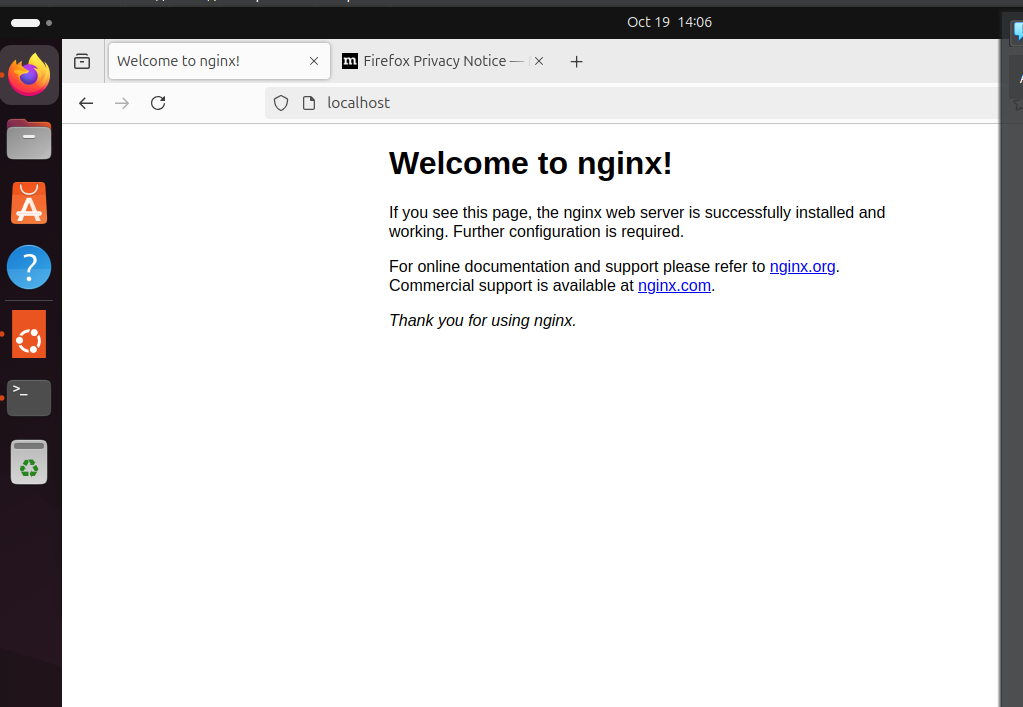 Oct 19 14:06
Welcome to nginx!
Firefox Privacy Notice —
localhost
Welcome to nginx!
If you see this page, the nginx web server is successfully installed and
working. Further configuration is required.
For online documentation and support please refer to nginx.org.
Commercial support is available at nginx.com.
Thank you for using nginx.